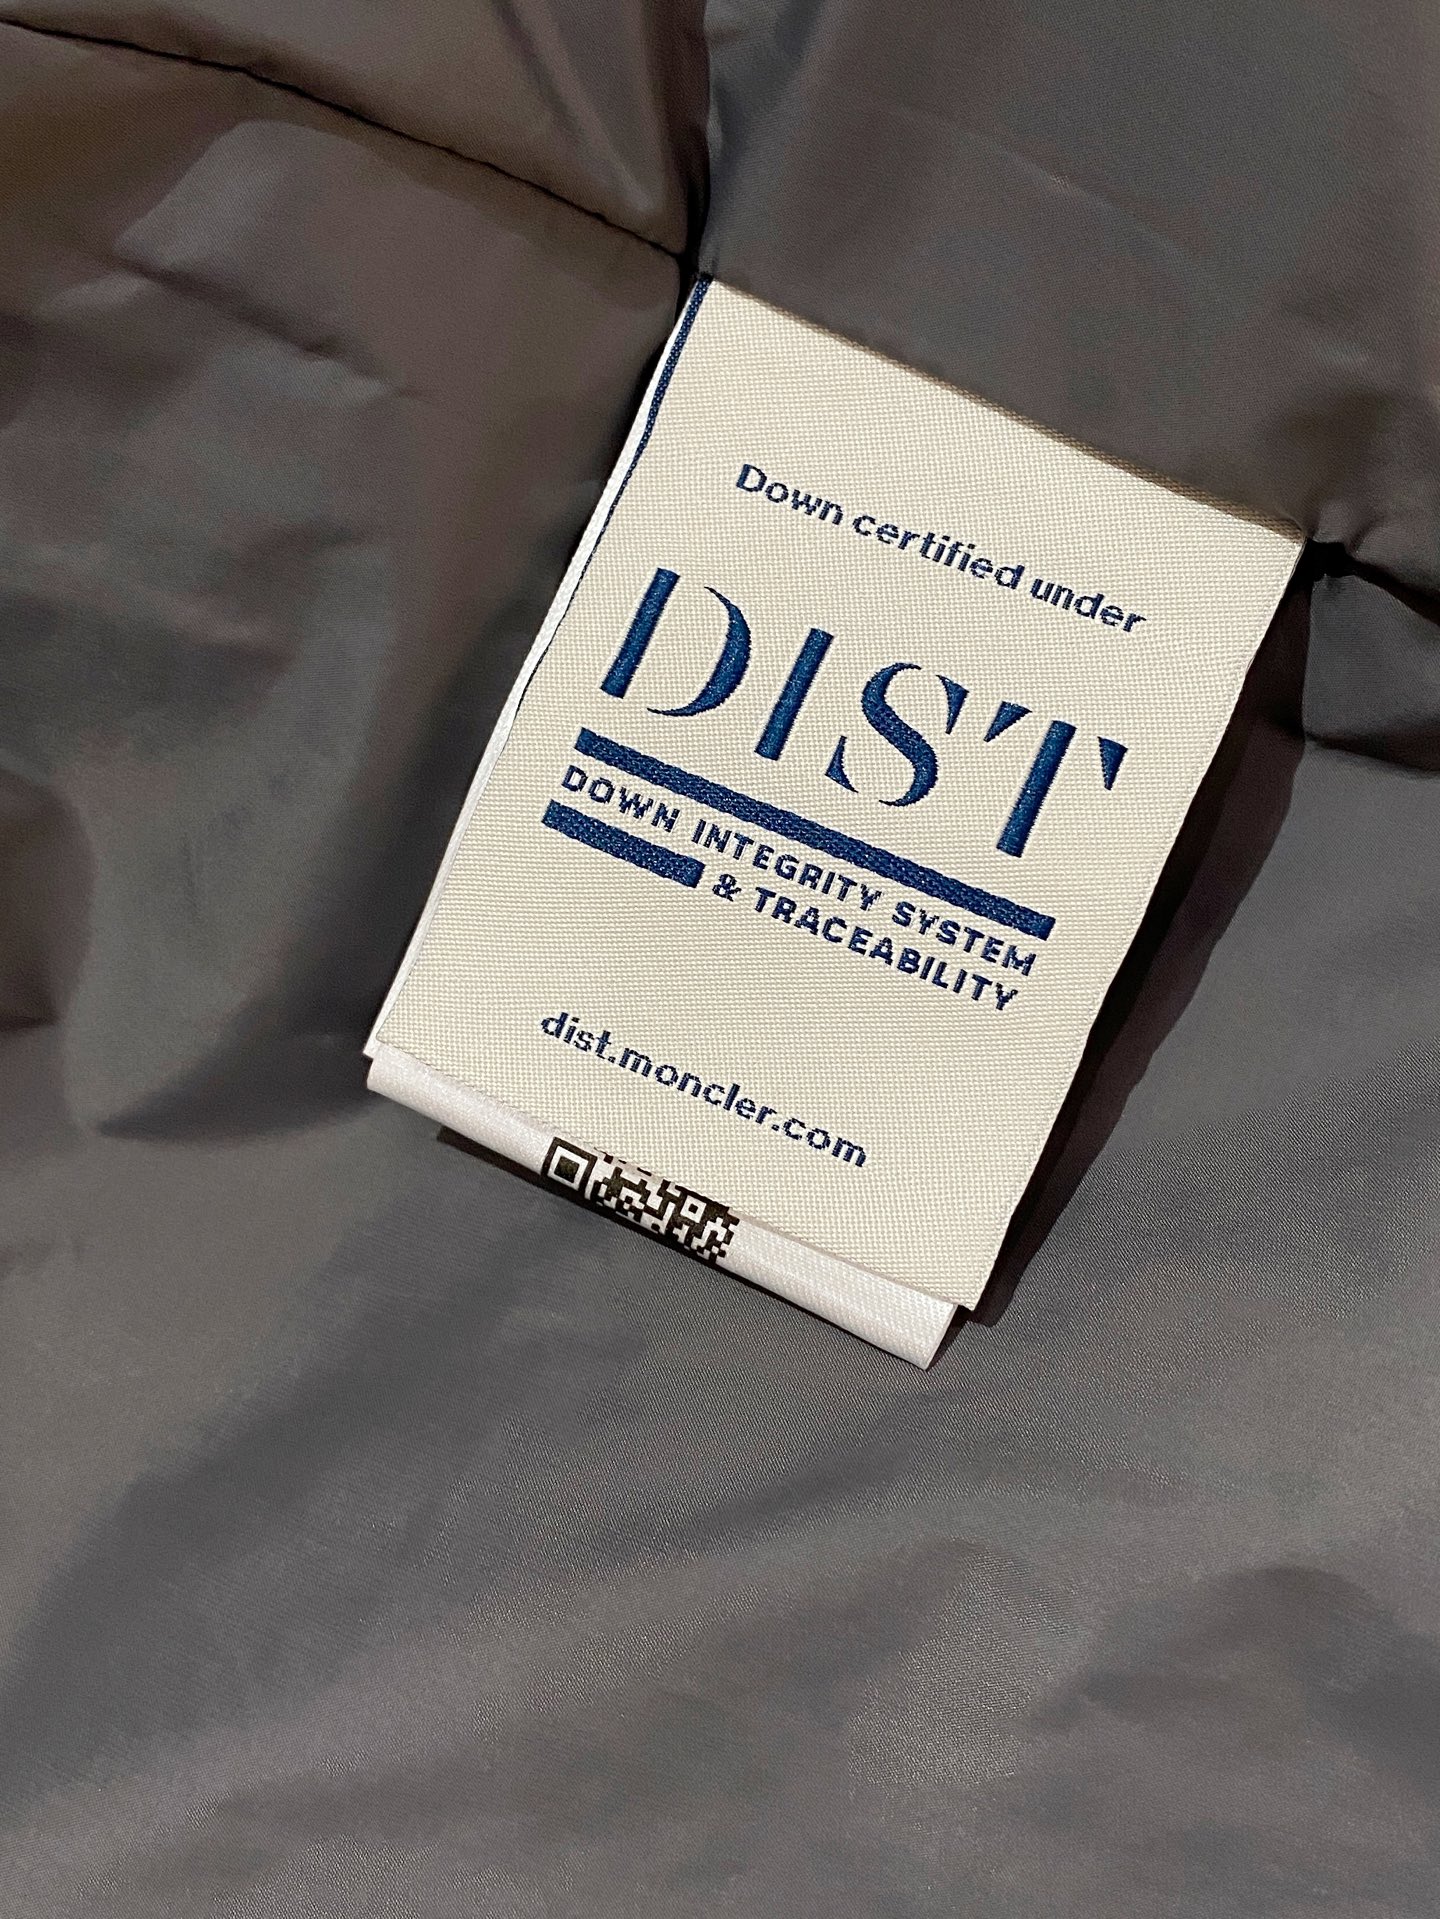 Down certified under
DIST
DOWN INTEGRITY SYSTEM
& TRACEABILITY
dist.moncler.com